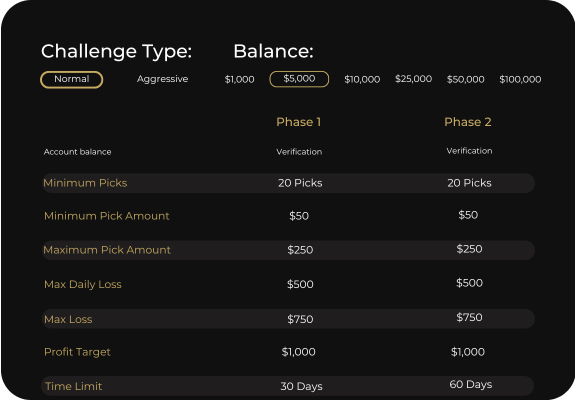 Challenge Type: Balance:
Normal Aggressive $1,000 $5,000 $10,000 $25,000 $50,000 $100,000
Phase 1 Phase 2
Account balance Verification Verification
Minimum Picks 20 Picks 20 Picks
Minimum Pick Amount $50 $50
Maximum Pick Amount $250 $250
Max Daily Loss $500 $500
Max Loss $750 $750
Profit Target $1,000 $1,000
Time Limit 30 Days 60 Days